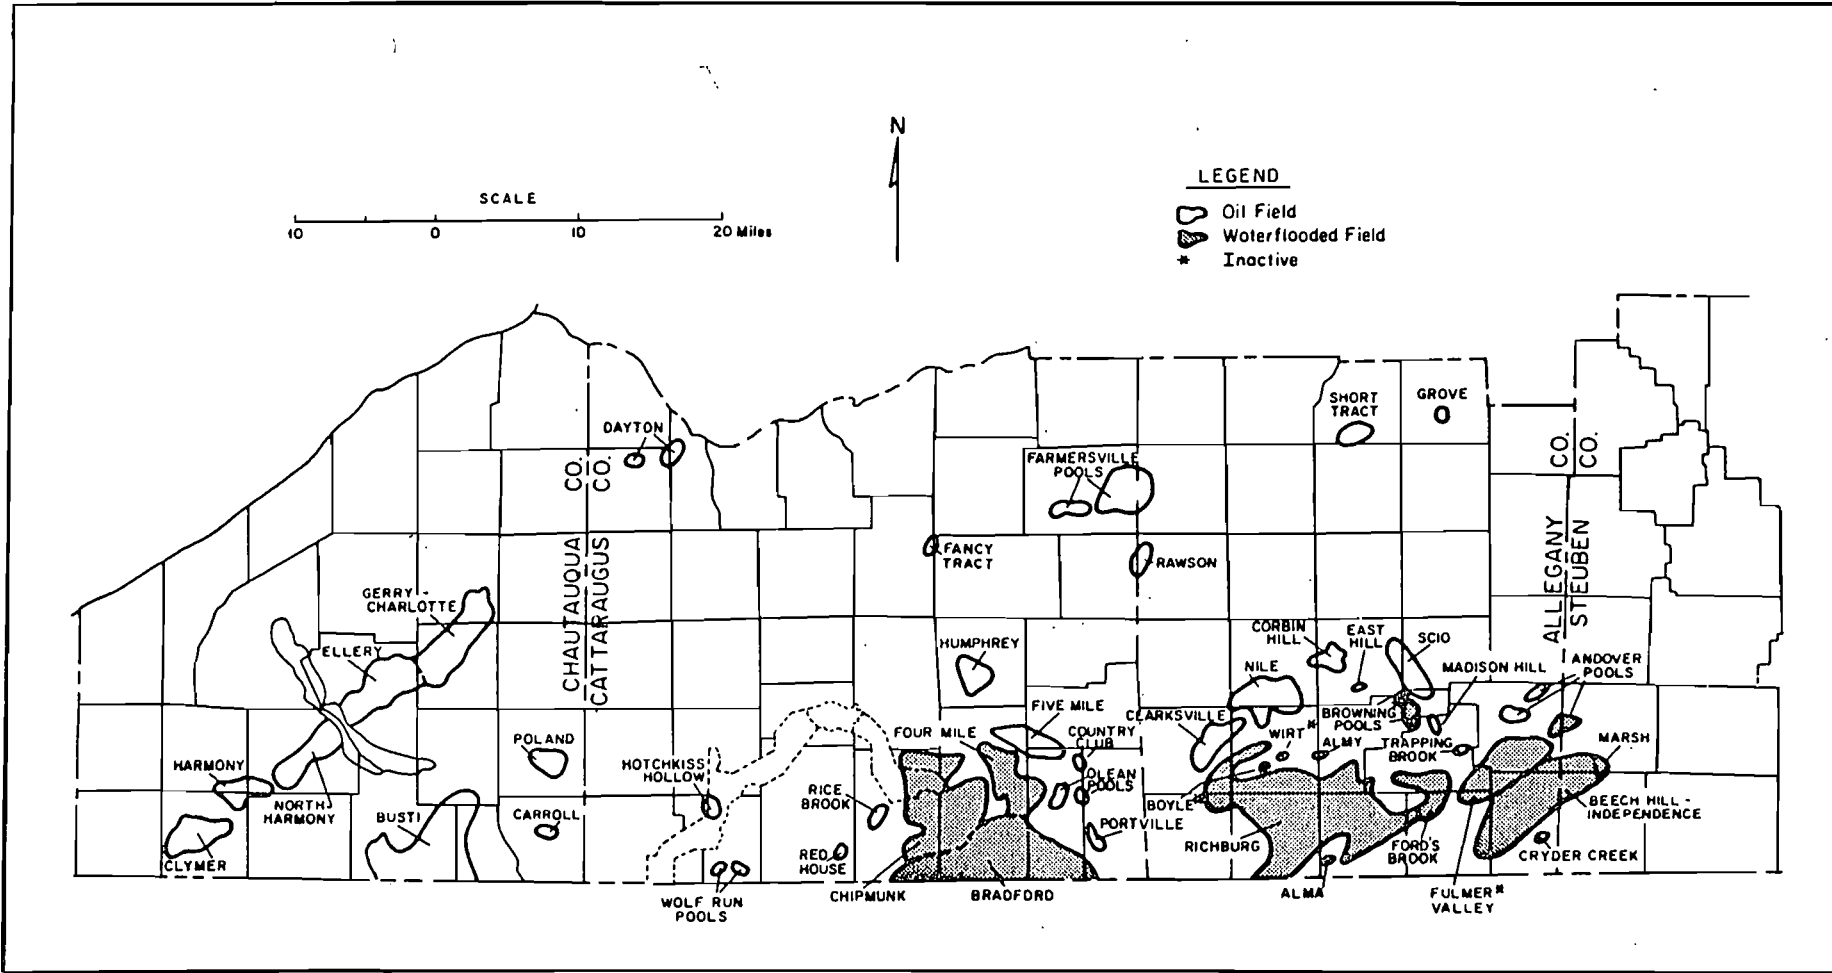 N
SCALE
10 0 10 20 Miles
LEGEND
Oil Field
Waterflooded Field
* Inactive
SHORT
TRACT
GROVE
DAYTON
CO.
CO.
CO.
CO.
FARMERSVILLE
POOLS
CHAUTAUQUA
CATTARAUGUS
ALLEGANY
STEUBEN
FANCY
TRACT
RAWSON
GERRY -
CHARLOTTE
ELLERY
HUMPHREY
CORBIN
HILL
EAST
HILL
SCIO
NILE
MADISON HILL
ANDOVER
POOLS
FIVE MILE
CLARKSVILLE
BROWNING
POOLS
FOUR MILE
COUNTRY
CLUB
WIRT*
ALMY
TRAPPING
BROOK
MARSH
POLAND
HOTCHKISS
HOLLOW
HARMONY
OLEAN
POOLS
RICE
BROOK
BOYLE
NORTH
HARMONY
BUSTI
CARROLL
PORTVILLE
BEECH HILL -
INDEPENDENCE
RICHBURG
FORD'S
BROOK
CLYMER
RED
HOUSE
CRYDER CREEK
CHIPMUNK
BRADFORD
ALMA
FULMER*
VALLEY
WOLF RUN
POOLS